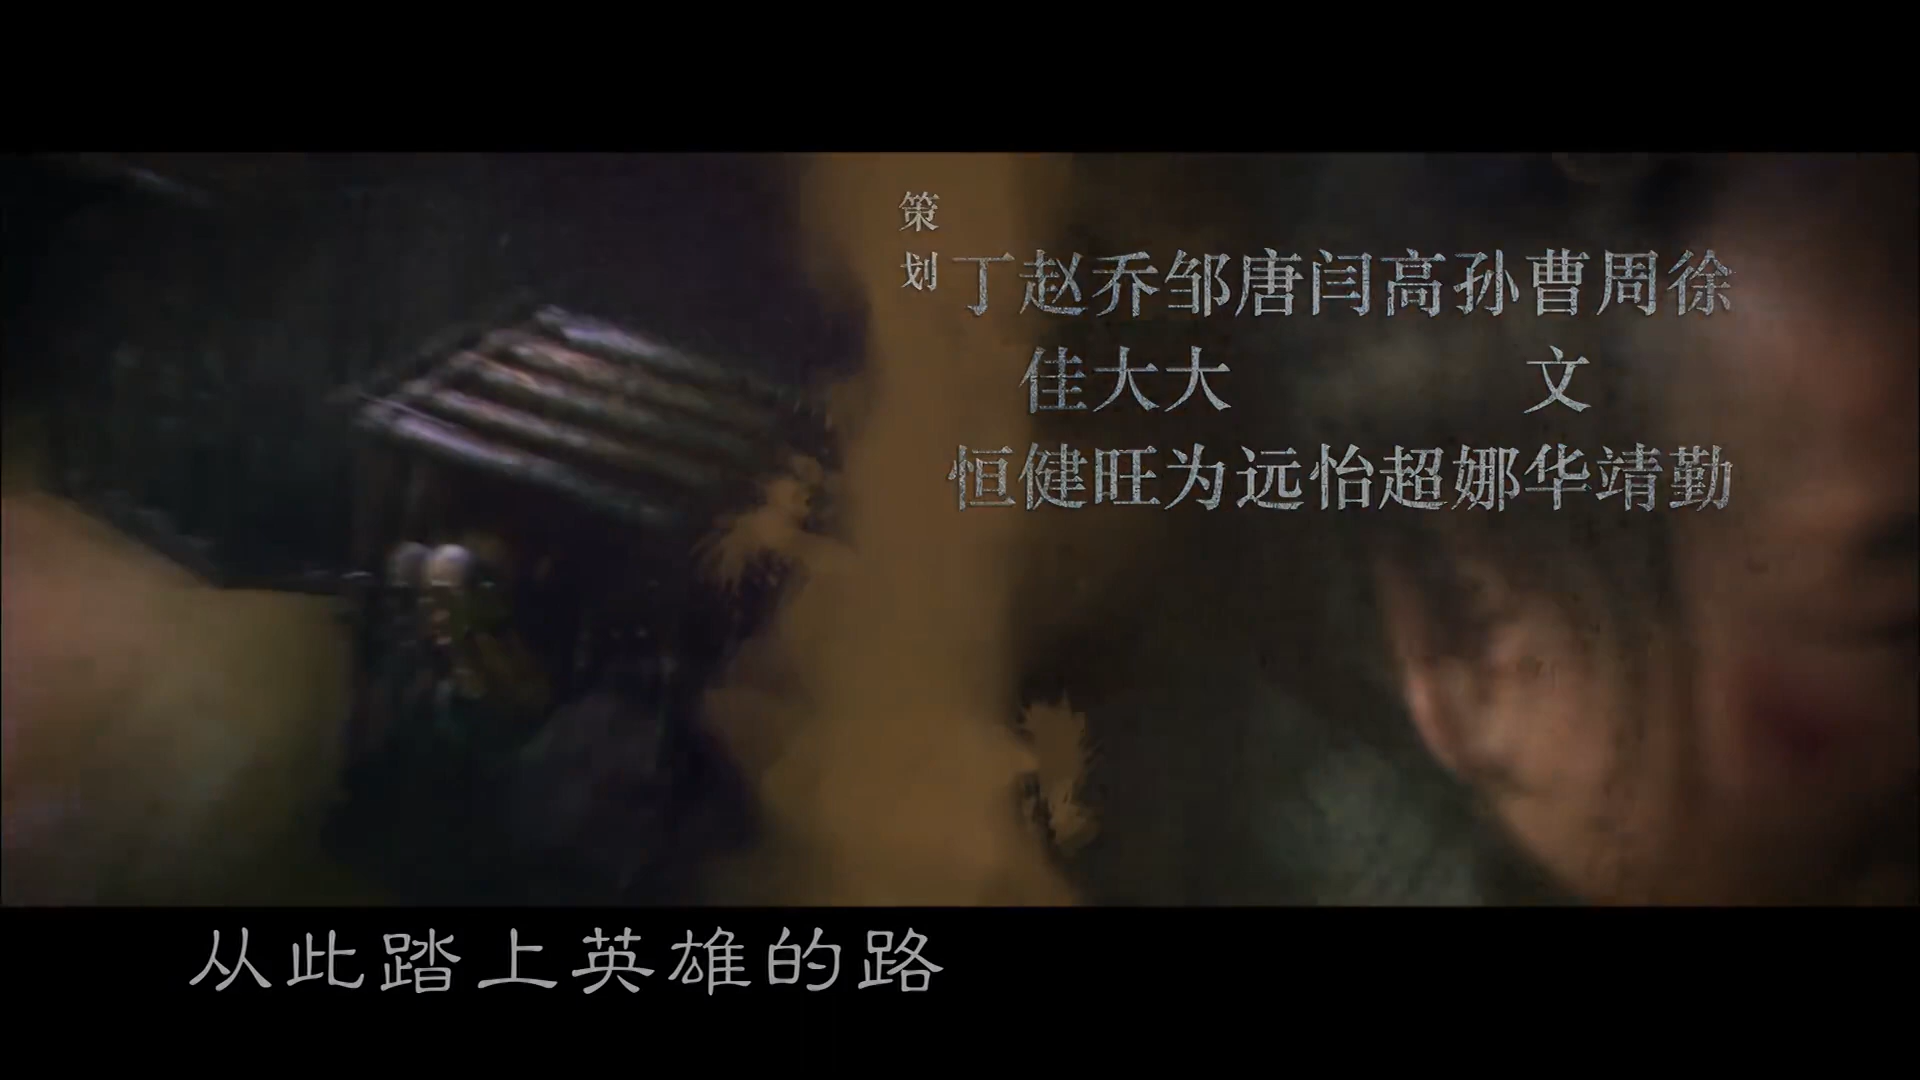 策划
丁恒
赵佳健
乔大旺
邹大为
唐远
闫怡
高超
孙娜
曹文华
周靖
徐勤
从此踏上英雄的路